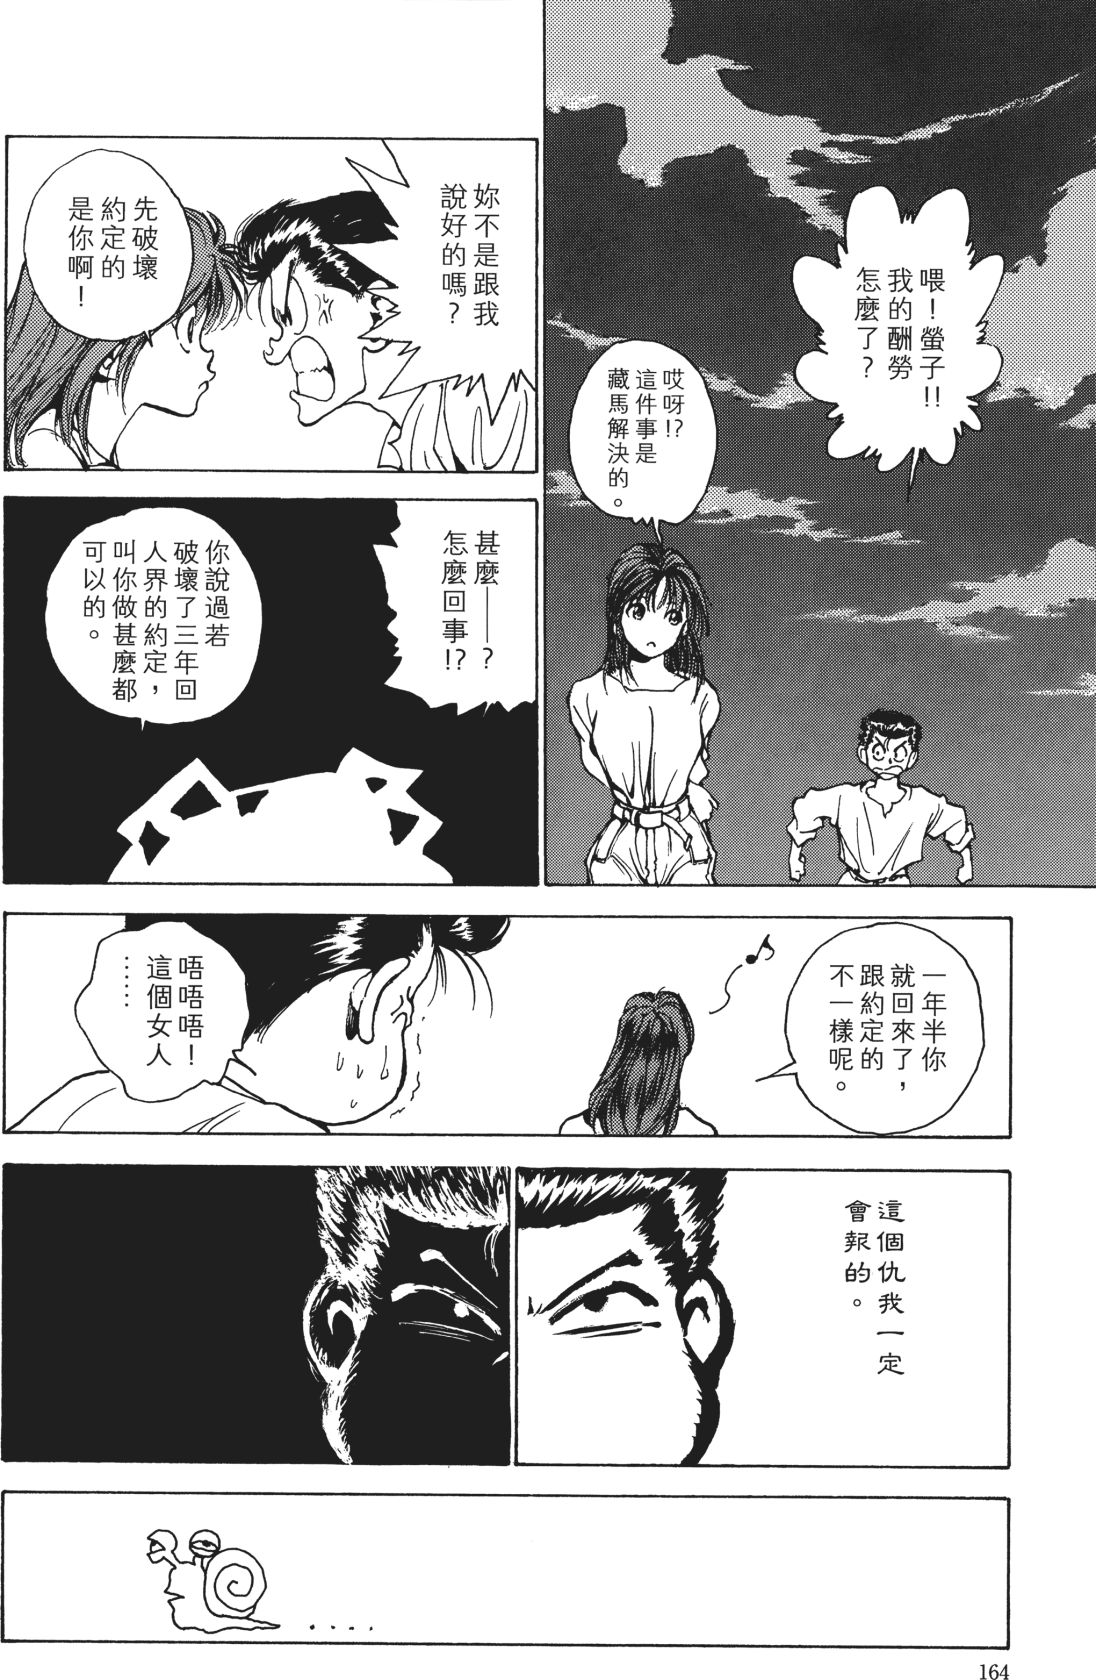 喂！螢子!!
我的酬勞
怎麼了？
哎呀!?
這件事是
藏馬解決的。
妳不是跟我
說好的嗎？
先破壞
約定的
是你啊！
甚麼——？
怎麼回事!?
你說過若
破壞了三年回
人界的約定，
叫你做甚麼都
可以的。
一年半你
就回來了，
跟約定的
不一樣呢。
唔唔唔！
這個女人
……
這個仇我一定
會報的。
....
164